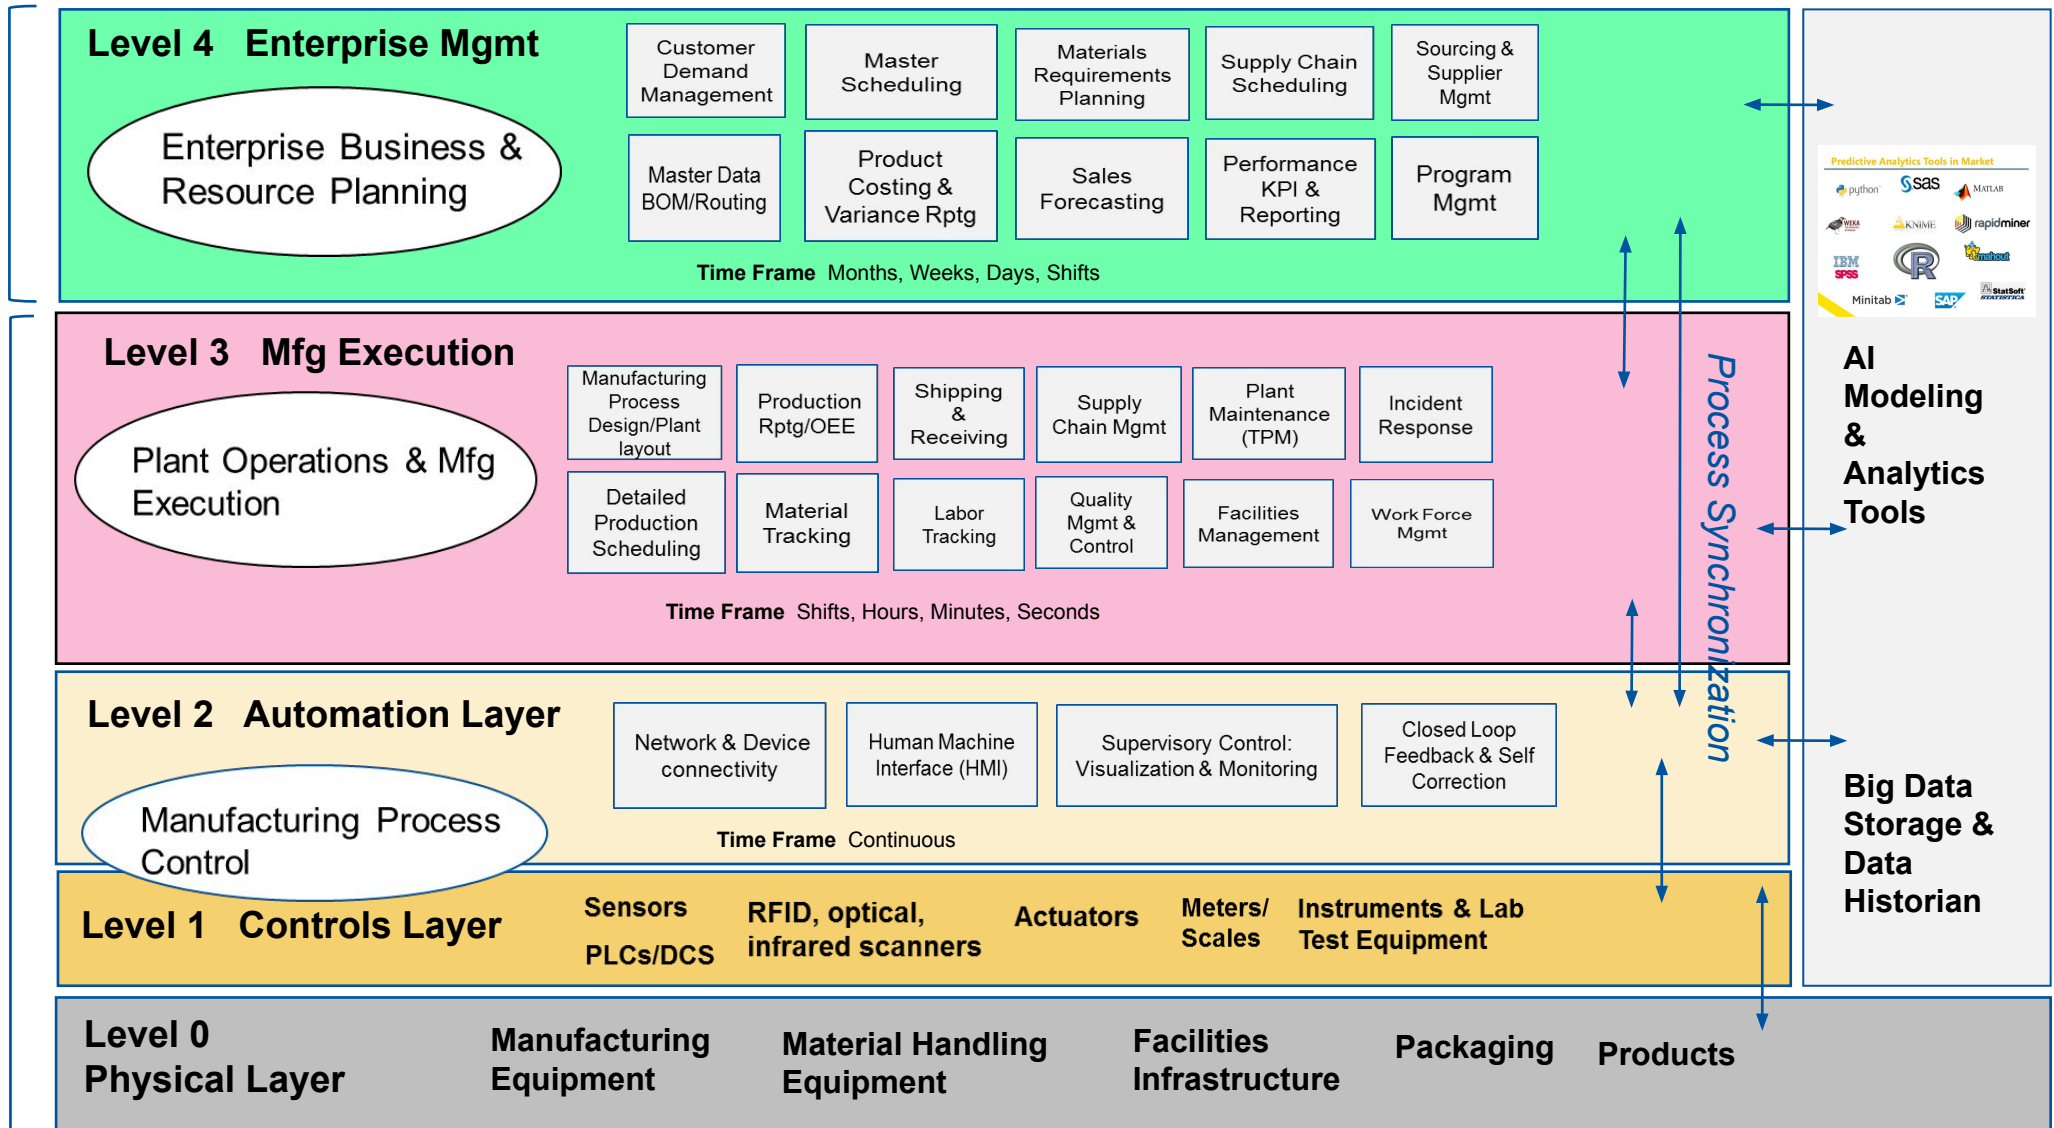 Level 4   Enterprise Mgmt
Enterprise Business &
Resource Planning
Customer
Demand
Management
Master
Scheduling
Materials
Requirements
Planning
Supply Chain
Scheduling
Sourcing &
Supplier
Mgmt
Master Data
BOM/Routing
Product
Costing &
Variance Rptg
Sales
Forecasting
Performance
KPI &
Reporting
Program
Mgmt
Time Frame  Months, Weeks, Days, Shifts
Level 3   Mfg Execution
Plant Operations & Mfg
Execution
Manufacturing
Process
Design/Plant
layout
Production
Rptg/OEE
Shipping
&
Receiving
Supply
Chain Mgmt
Plant
Maintenance
(TPM)
Incident
Response
Detailed
Production
Scheduling
Material
Tracking
Labor
Tracking
Quality
Mgmt &
Control
Facilities
Management
Work Force
Mgmt
Time Frame  Shifts, Hours, Minutes, Seconds
Process Synchronization
Level 2   Automation Layer
Manufacturing Process
Control
Network & Device
connectivity
Human Machine
Interface (HMI)
Supervisory Control:
Visualization & Monitoring
Closed Loop
Feedback & Self
Correction
Time Frame  Continuous
Level 1   Controls Layer
Sensors
PLCs/DCS
RFID, optical,
infrared scanners
Actuators
Meters/
Scales
Instruments & Lab
Test Equipment
Level 0
Physical Layer
Manufacturing
Equipment
Material Handling
Equipment
Facilities
Infrastructure
Packaging
Products
Predictive Analytics Tools in Market
python
sas
MATLAB
WEKA
KNIME
rapidminer
IBM
SPSS
R
mahout
Minitab
SAP
StatSoft
STATISTICA
AI
Modeling
&
Analytics
Tools
Big Data
Storage &
Data
Historian